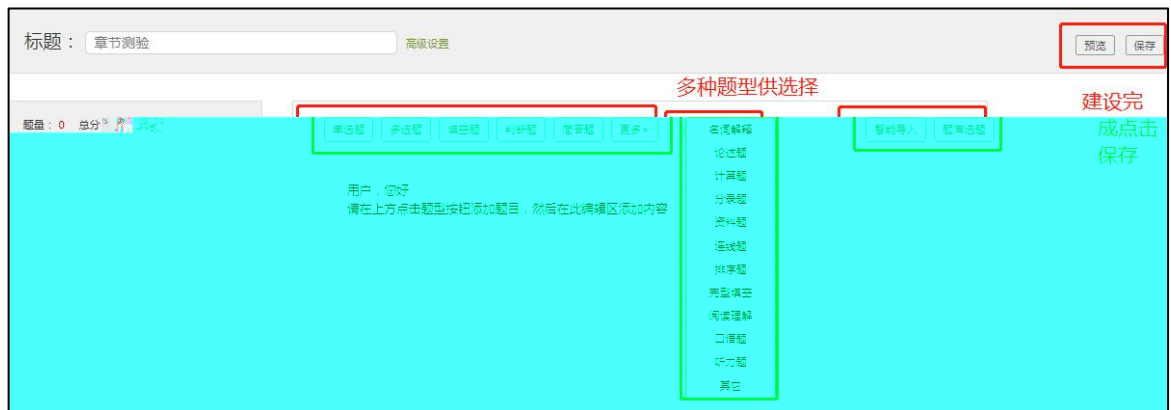 标题： 章节测验 高级设置 预览 保存
多种题型供选择
建设完
成点击
保存
题量：0 总分
单选题 多选题 填空题 判断题 简答题 更多 名词解释 智能导入 题库选题
论述题
计算题
用户，您好
分录题
请在上方点击题型按钮添加题目，然后在此编辑区添加内容
资料题
连线题
排序题
完型填空
阅读理解
口语题
听力题
其它